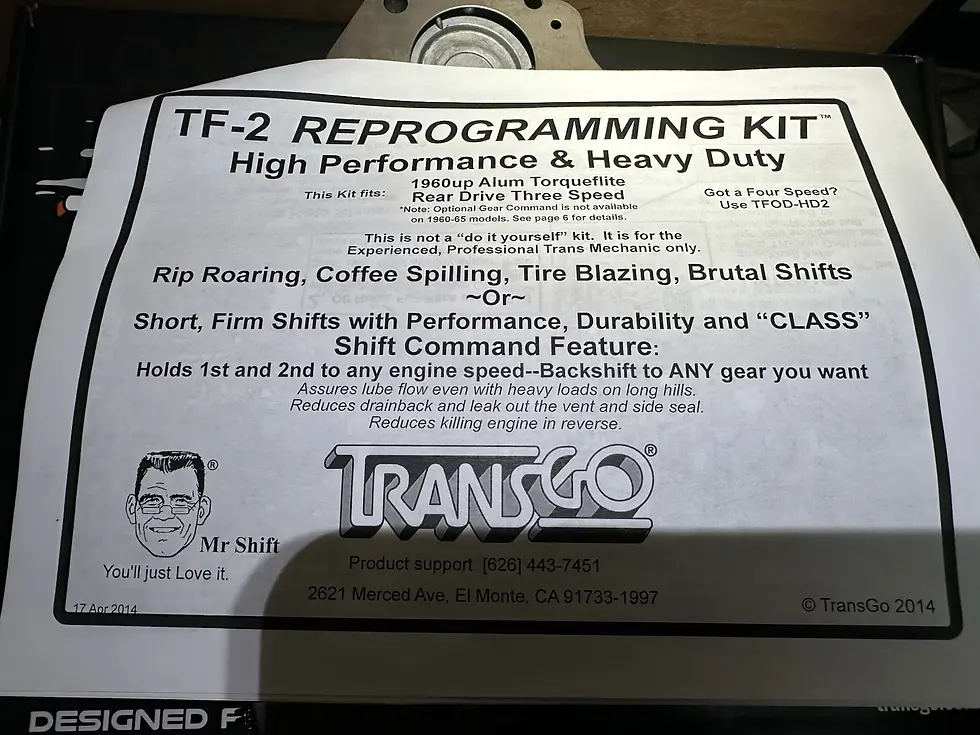 TF-2 REPROGRAMMING KIT™
High Performance & Heavy Duty
This Kit fits:
1960up Alum Torqueflite
Rear Drive Three Speed
*Note: Optional Gear Command is not available
on 1960-65 models. See page 6 for details.
Got a Four Speed?
Use TFOD-HD2
This is not a “do it yourself” kit. It is for the
Experienced, Professional Trans Mechanic only.
Rip Roaring, Coffee Spilling, Tire Blazing, Brutal Shifts
~Or~
Short, Firm Shifts with Performance, Durability and “CLASS”
Shift Command Feature:
Holds 1st and 2nd to any engine speed--Backshift to ANY gear you want
Assures lube flow even with heavy loads on long hills.
Reduces drainback and leak out the vent and side seal.
Reduces killing engine in reverse.
®
Mr Shift
You'll just Love it.
TRANSGO®
Product support [626] 443-7451
2621 Merced Ave, El Monte, CA 91733-1997
17 Apr 2014
© TransGo 2014
DESIGNED F